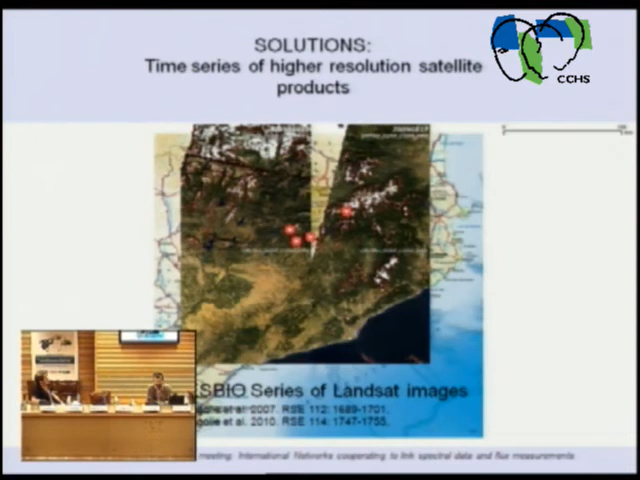 SOLUTIONS:
Time series of higher resolution satellite
products
CCHS
SBIO Series of Landsat images
et al. 2007. RSE 112: 1689-1701.
et al. 2010. RSE 114: 1747-1755.
meeting: International Networks cooperating to link spectral data and flux measurements